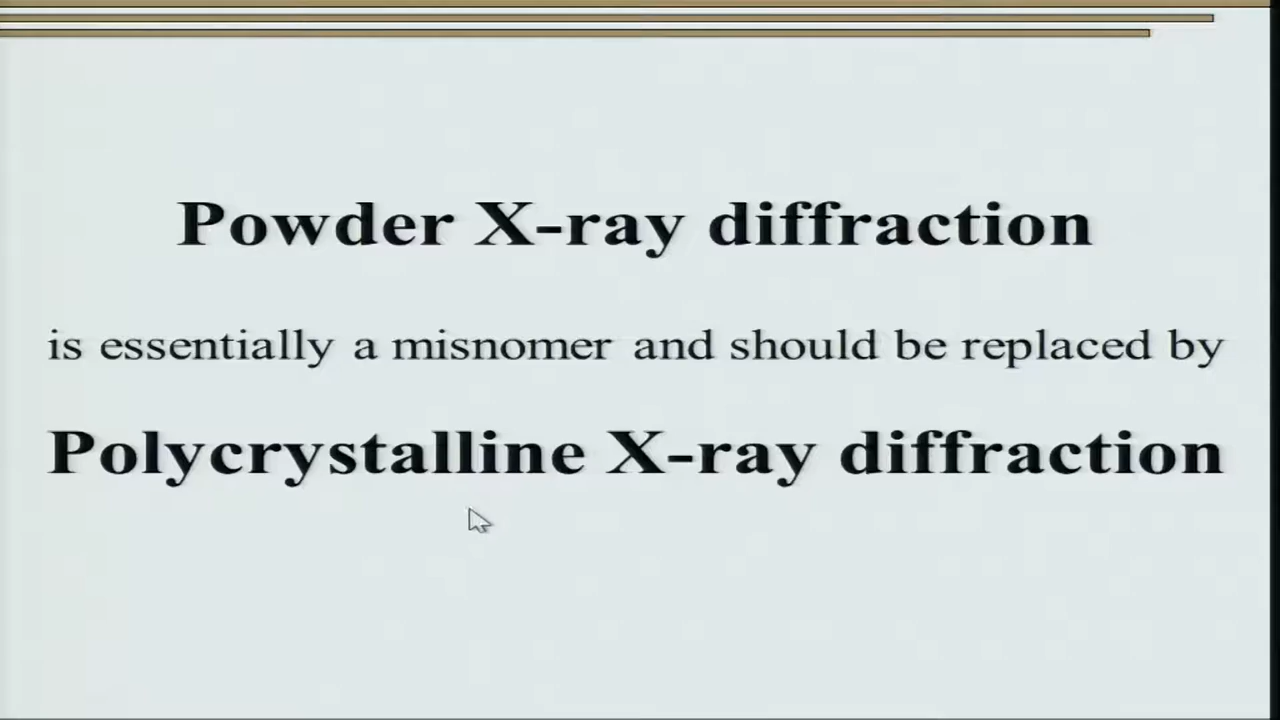 Powder X-ray diffraction
is essentially a misnomer and should be replaced by
Polycrystalline X-ray diffraction